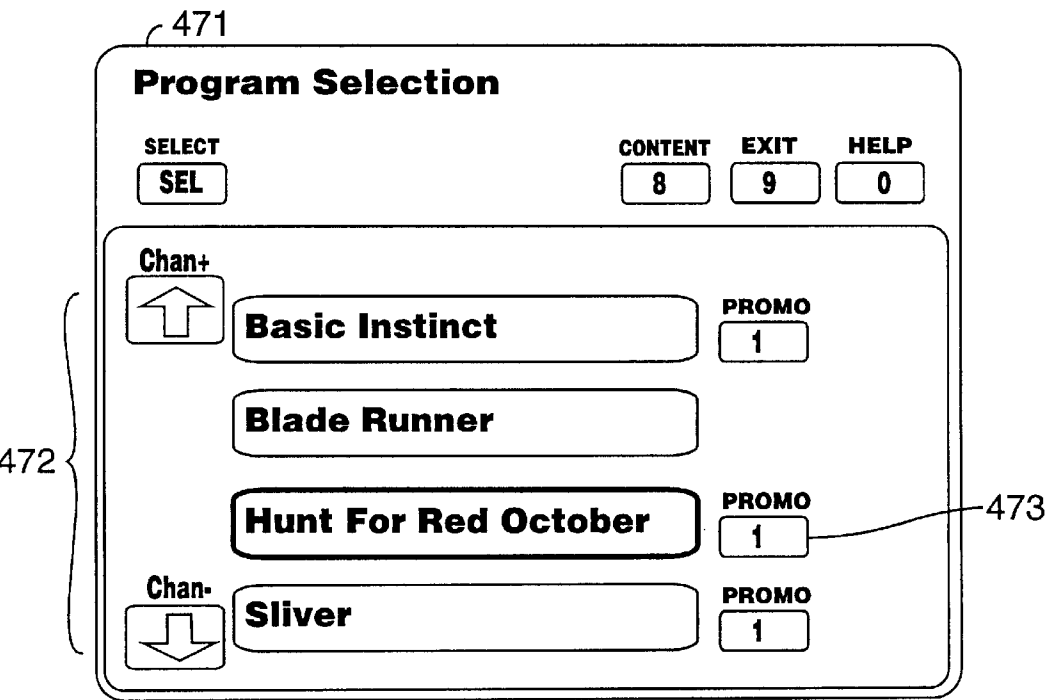 471
Program Selection
SELECT CONTENT EXIT HELP
SEL 8 9 0
Chan+
Basic Instinct
PROMO
1
Blade Runner
472
Hunt For Red October
PROMO
1
473
Chan-
Sliver
PROMO
1